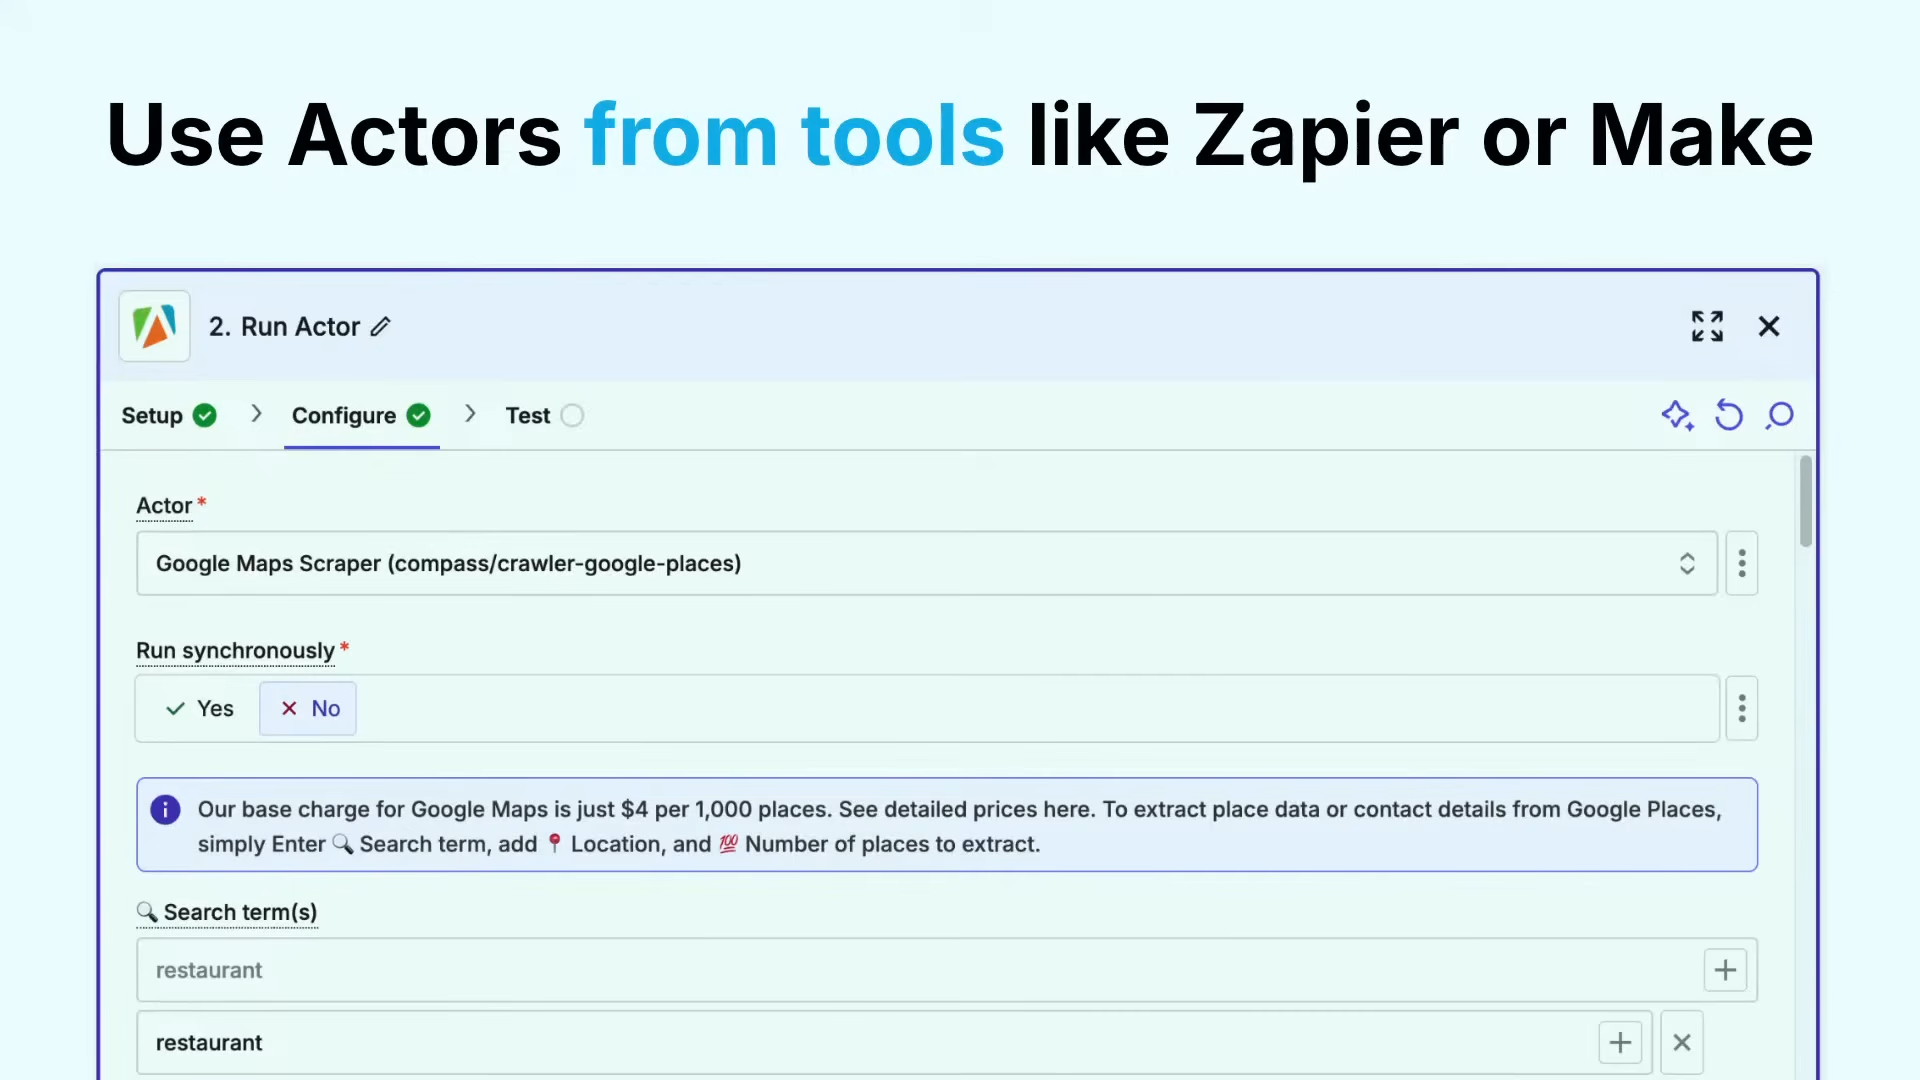 Use Actors from tools like Zapier or Make
2. Run Actor
Setup
Configure
Test
Actor *
Google Maps Scraper (compass/crawler-google-places)
Run synchronously *
Yes
No
Our base charge for Google Maps is just $4 per 1,000 places. See detailed prices here. To extract place data or contact details from Google Places,
simply Enter 🔍 Search term, add 📍 Location, and 💯 Number of places to extract.
🔍 Search term(s)
restaurant
restaurant